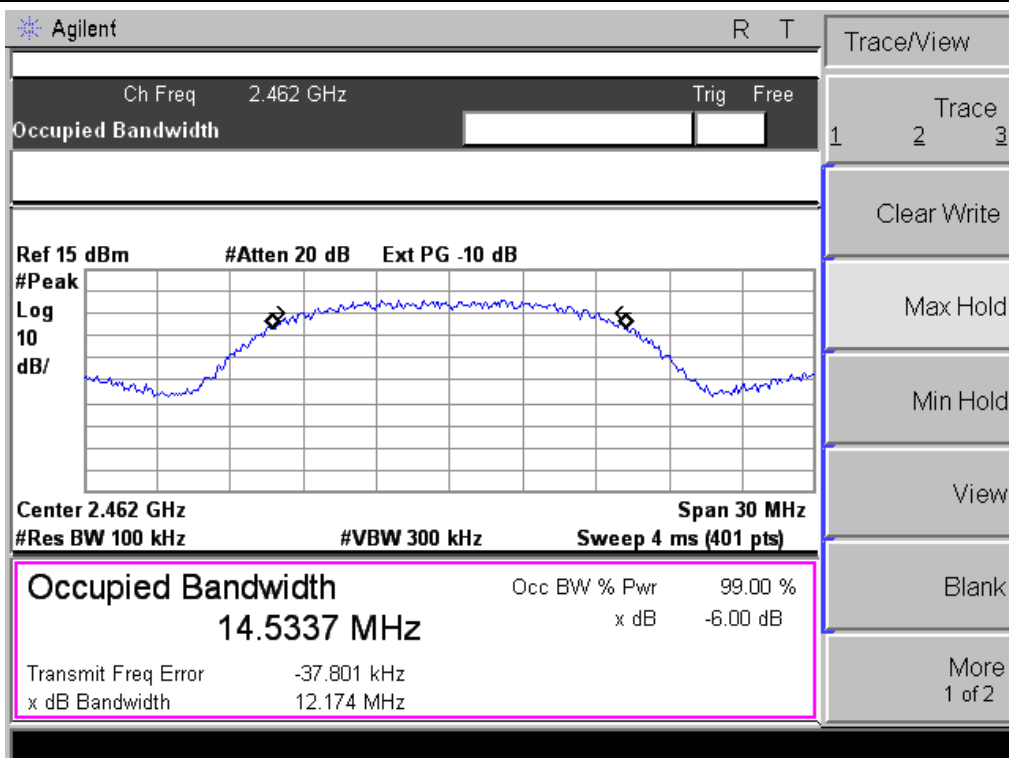 Agilent R T
Ch Freq 2.462 GHz Trig Free
Occupied Bandwidth
Ref 15 dBm #Atten 20 dB Ext PG -10 dB
#Peak
Log
10
dB/
Center 2.462 GHz Span 30 MHz
#Res BW 100 kHz #VBW 300 kHz Sweep 4 ms (401 pts)
Occupied Bandwidth Occ BW % Pwr 99.00 %
14.5337 MHz x dB -6.00 dB
Transmit Freq Error -37.801 kHz
x dB Bandwidth 12.174 MHz
Trace/View
Trace
1 2 3
Clear Write
Max Hold
Min Hold
View
Blank
More
1 of 2